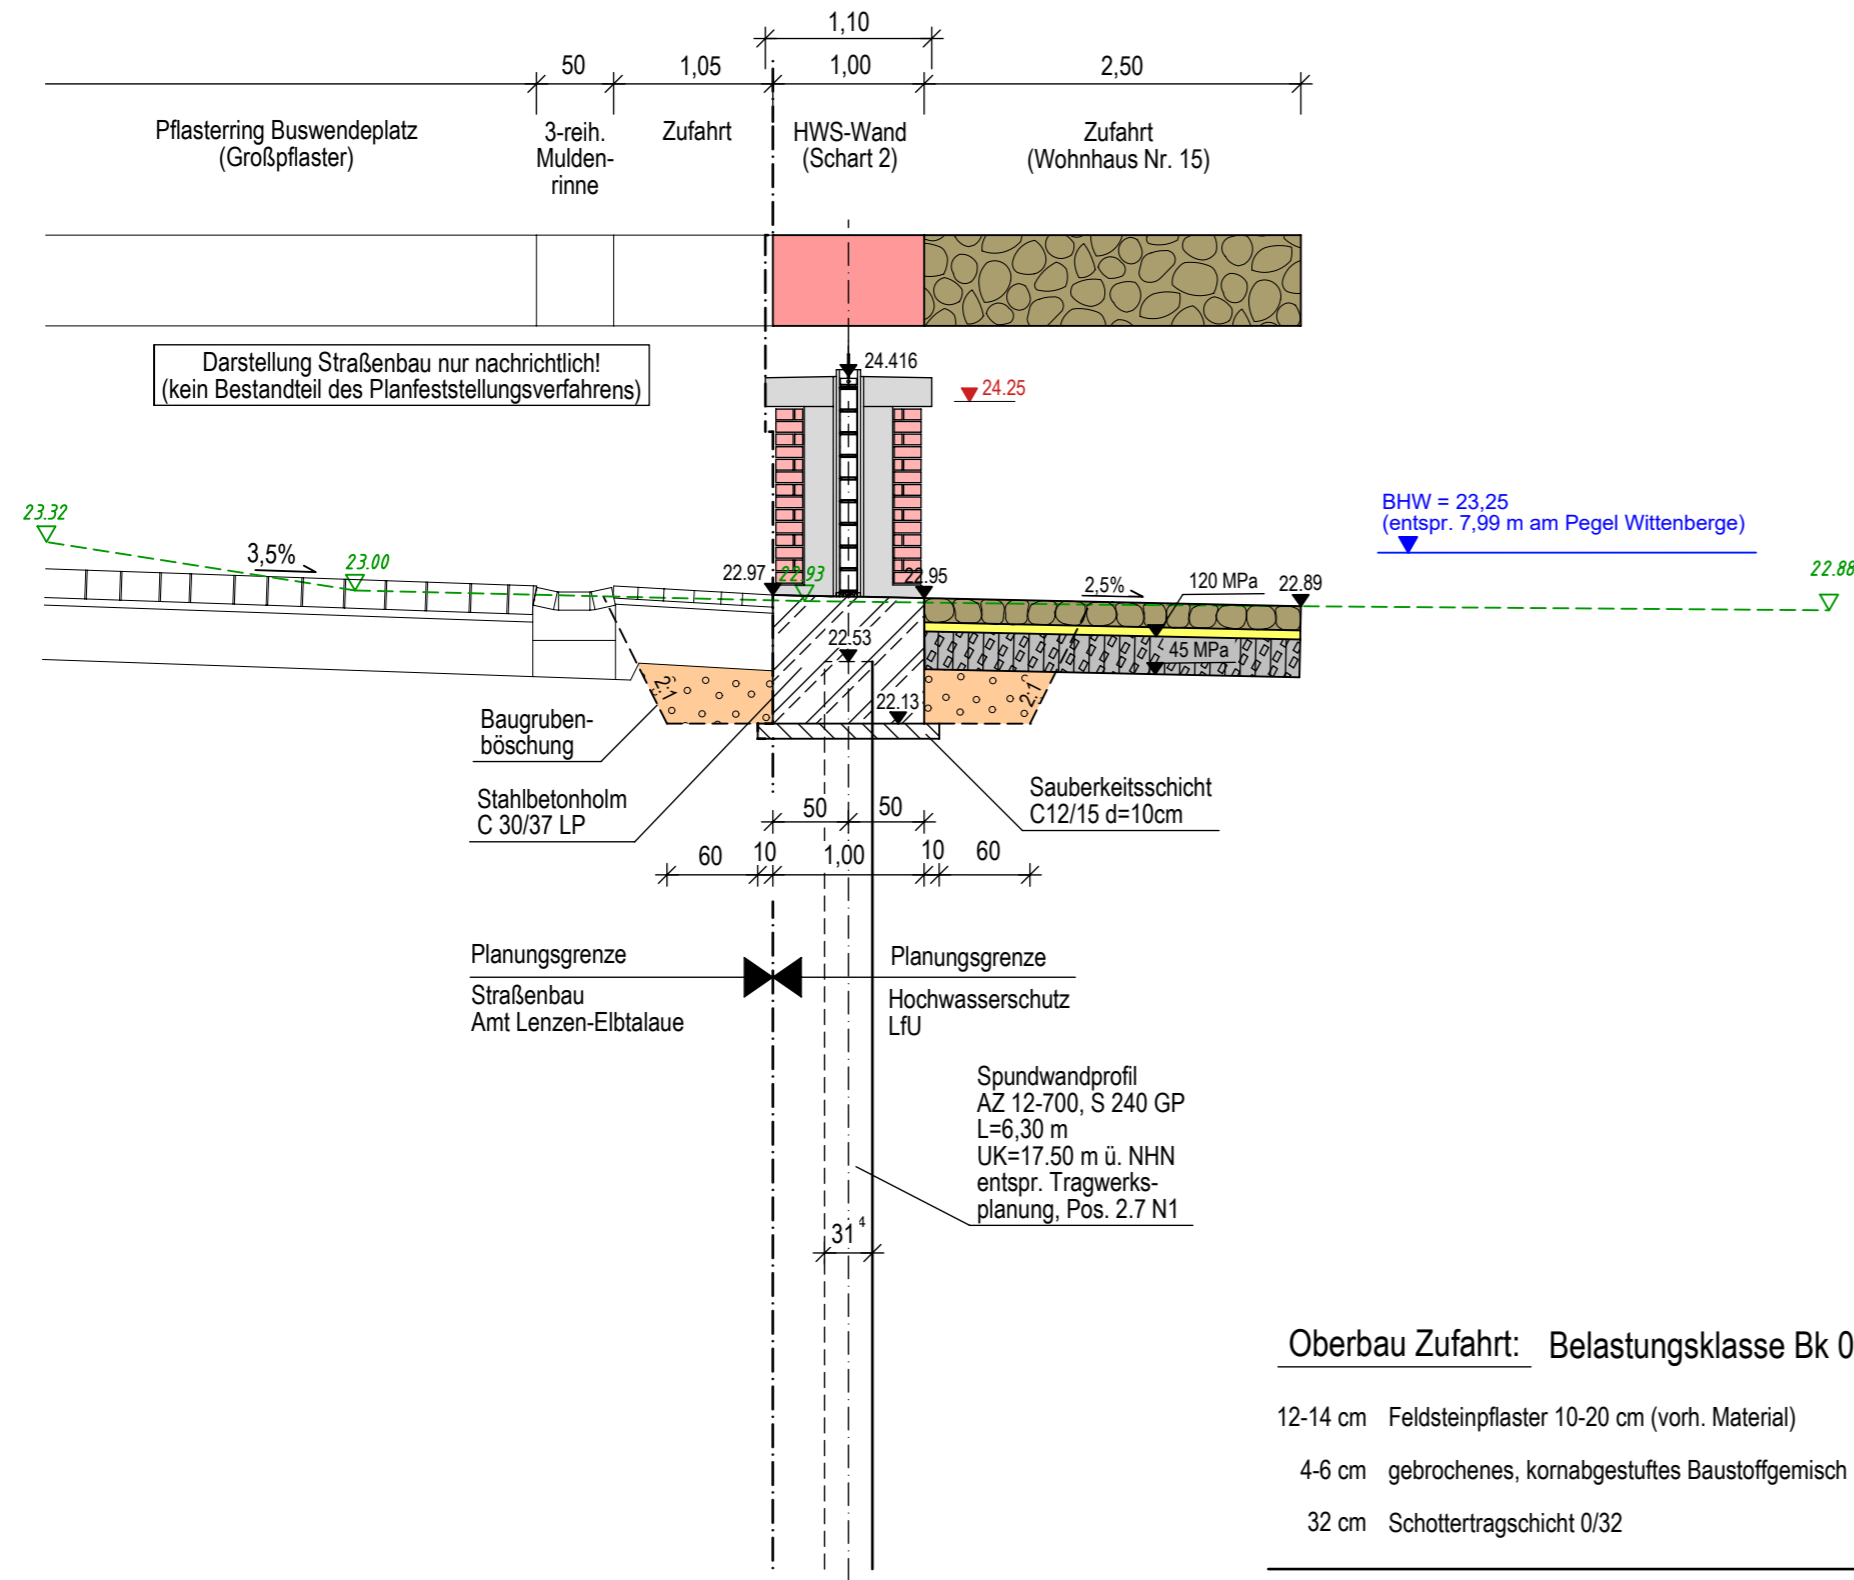 1,10
50
1,05
1,00
2,50
Pflasterring Buswendeplatz
(Großpflaster)
3-reih.
Mulden-
rinne
Zufahrt
HWS-Wand
(Schart 2)
Zufahrt
(Wohnhaus Nr. 15)
Darstellung Straßenbau nur nachrichtlich!
(kein Bestandteil des Planfeststellungsverfahrens)
24.416
24.25
BHW = 23,25
(entspr. 7,99 m am Pegel Wittenberge)
23.32
3,5%
23.00
22.97
22.93
22.95
2,5%
120 MPa
22.89
22.88
22.53
45 MPa
2:1
2:1
22.13
Baugruben-
böschung
Stahlbetonholm
C 30/37 LP
Sauberkeitsschicht
C12/15 d=10cm
50
50
60
10
1,00
10
60
Planungsgrenze
Straßenbau
Amt Lenzen-Elbtalaue
Planungsgrenze
Hochwasserschutz
LfU
Spundwandprofil
AZ 12-700, S 240 GP
L=6,30 m
UK=17.50 m ü. NHN
entspr. Tragwerks-
planung, Pos. 2.7 N1
31⁴
Oberbau Zufahrt: Belastungsklasse Bk 0
12-14 cm Feldsteinpflaster 10-20 cm (vorh. Material)
4-6 cm gebrochenes, kornabgestuftes Baustoffgemisch
32 cm Schottertragschicht 0/32